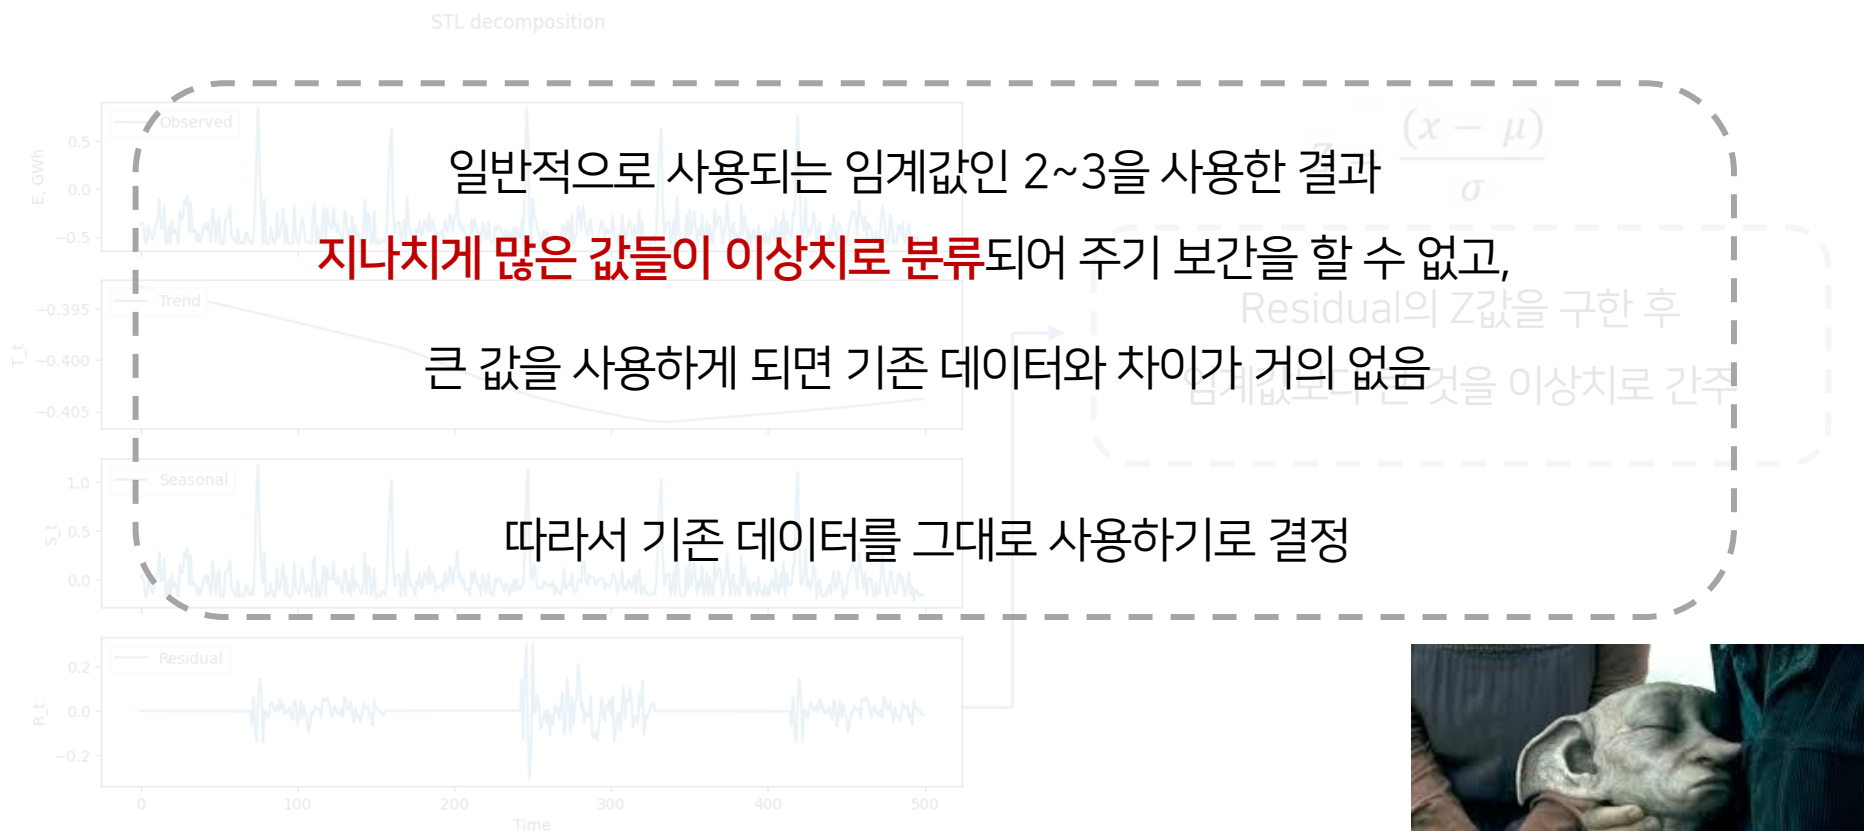 STL decomposition
Observed
0.5
0.0
−0.5
E, GWh
일반적으로 사용되는 임계값인 2~3을 사용한 결과
지나치게 많은 값들이 이상치로 분류되어 주기 보간을 할 수 없고,
큰 값을 사용하게 되면 기존 데이터와 차이가 거의 없음
따라서 기존 데이터를 그대로 사용하기로 결정
(x − μ)
σ
Residual의 Z값을 구한 후
임계값보다 큰 것을 이상치로 간주
Trend
−0.395
−0.400
−0.405
T_t
Seasonal
1.0
0.5
0.0
S_t
Residual
0.2
0.0
−0.2
R_t
0 100 200 300 400 500
Time